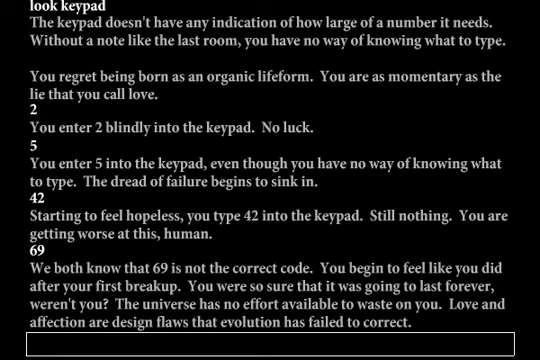 look keypad
The keypad doesn't have any indication of how large of a number it needs.
Without a note like the last room, you have no way of knowing what to type.
You regret being born as an organic lifeform.  You are as momentary as the
lie that you call love.
2
You enter 2 blindly into the keypad.  No luck.
5
You enter 5 into the keypad, even though you have no way of knowing what
to type.  The dread of failure begins to sink in.
42
Starting to feel hopeless, you type 42 into the keypad.  Still nothing.  You are
getting worse at this, human.
69
We both know that 69 is not the correct code.  You begin to feel like you did
after your first breakup.  You were so sure that it was going to last forever,
weren't you?  The universe has no effort available to waste on you.  Love and
affection are design flaws that evolution has failed to correct.